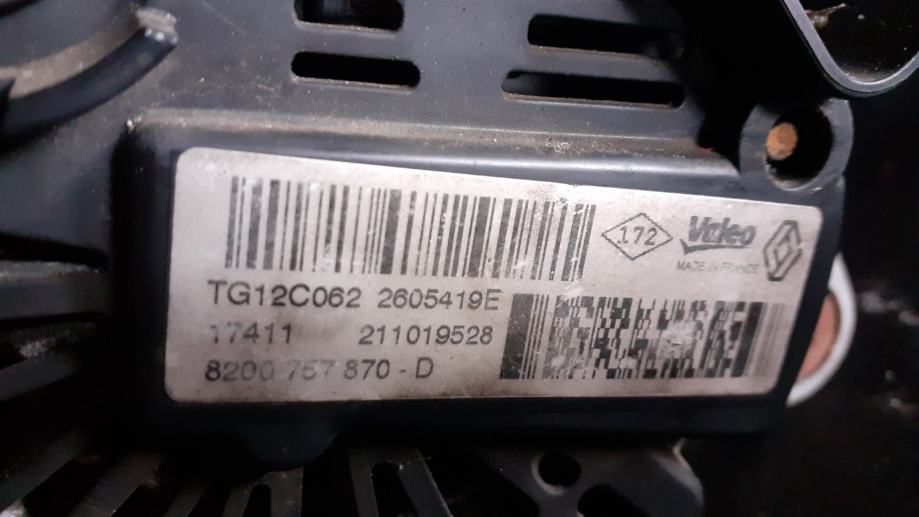 172 Valeo
MADE IN FRANCE
TG12C062 2605419E
17411 211019528
8200 757 870 - D